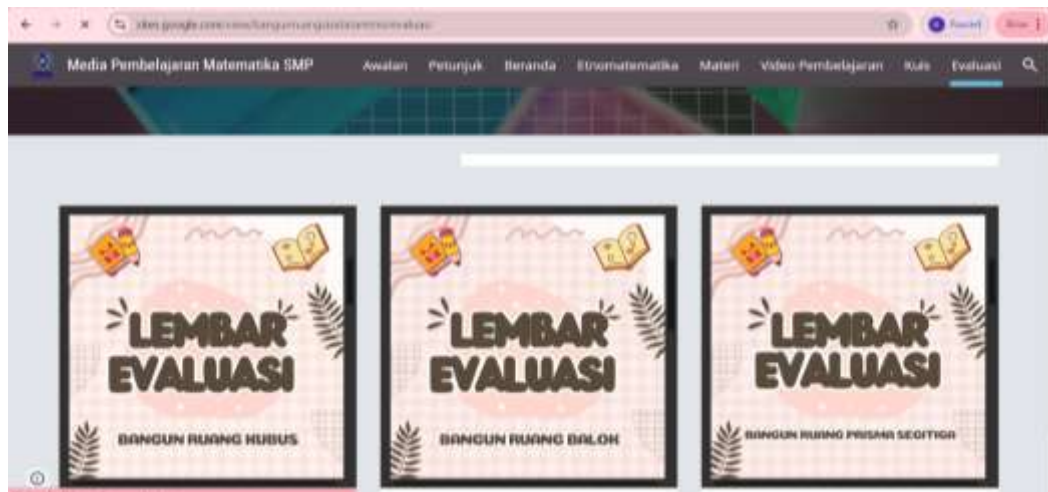 Media Pembelajaran Matematika SMP
Awalan Petunjuk Beranda Etnomatematika Materi Video Pembelajaran Kuis Evaluasi
LEMBAR
EVALUASI
BANGUN RUANG KUBUS
LEMBAR
EVALUASI
BANGUN RUANG BALOK
LEMBAR
EVALUASI
BANGUN RUANG PRISMA SEGITIGA